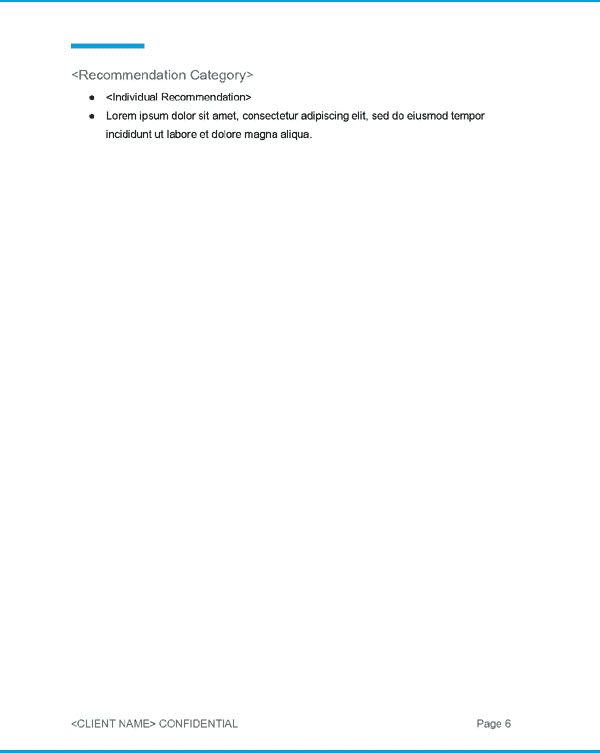 <Recommendation Category>
● <Individual Recommendation>
● Lorem ipsum dolor sit amet, consectetur adipiscing elit, sed do eiusmod tempor
incididunt ut labore et dolore magna aliqua.
<CLIENT NAME> CONFIDENTIAL Page 6